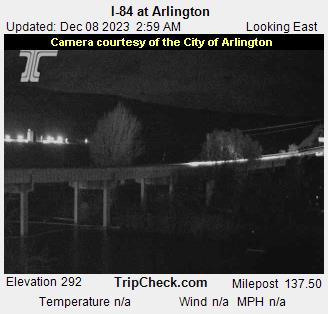 I-84 at Arlington
Updated: Dec 08 2023 2:59 AM Looking East
Camera courtesy of the City of Arlington
Elevation 292 TripCheck.com Milepost 137.50
Temperature n/a Wind n/a MPH n/a